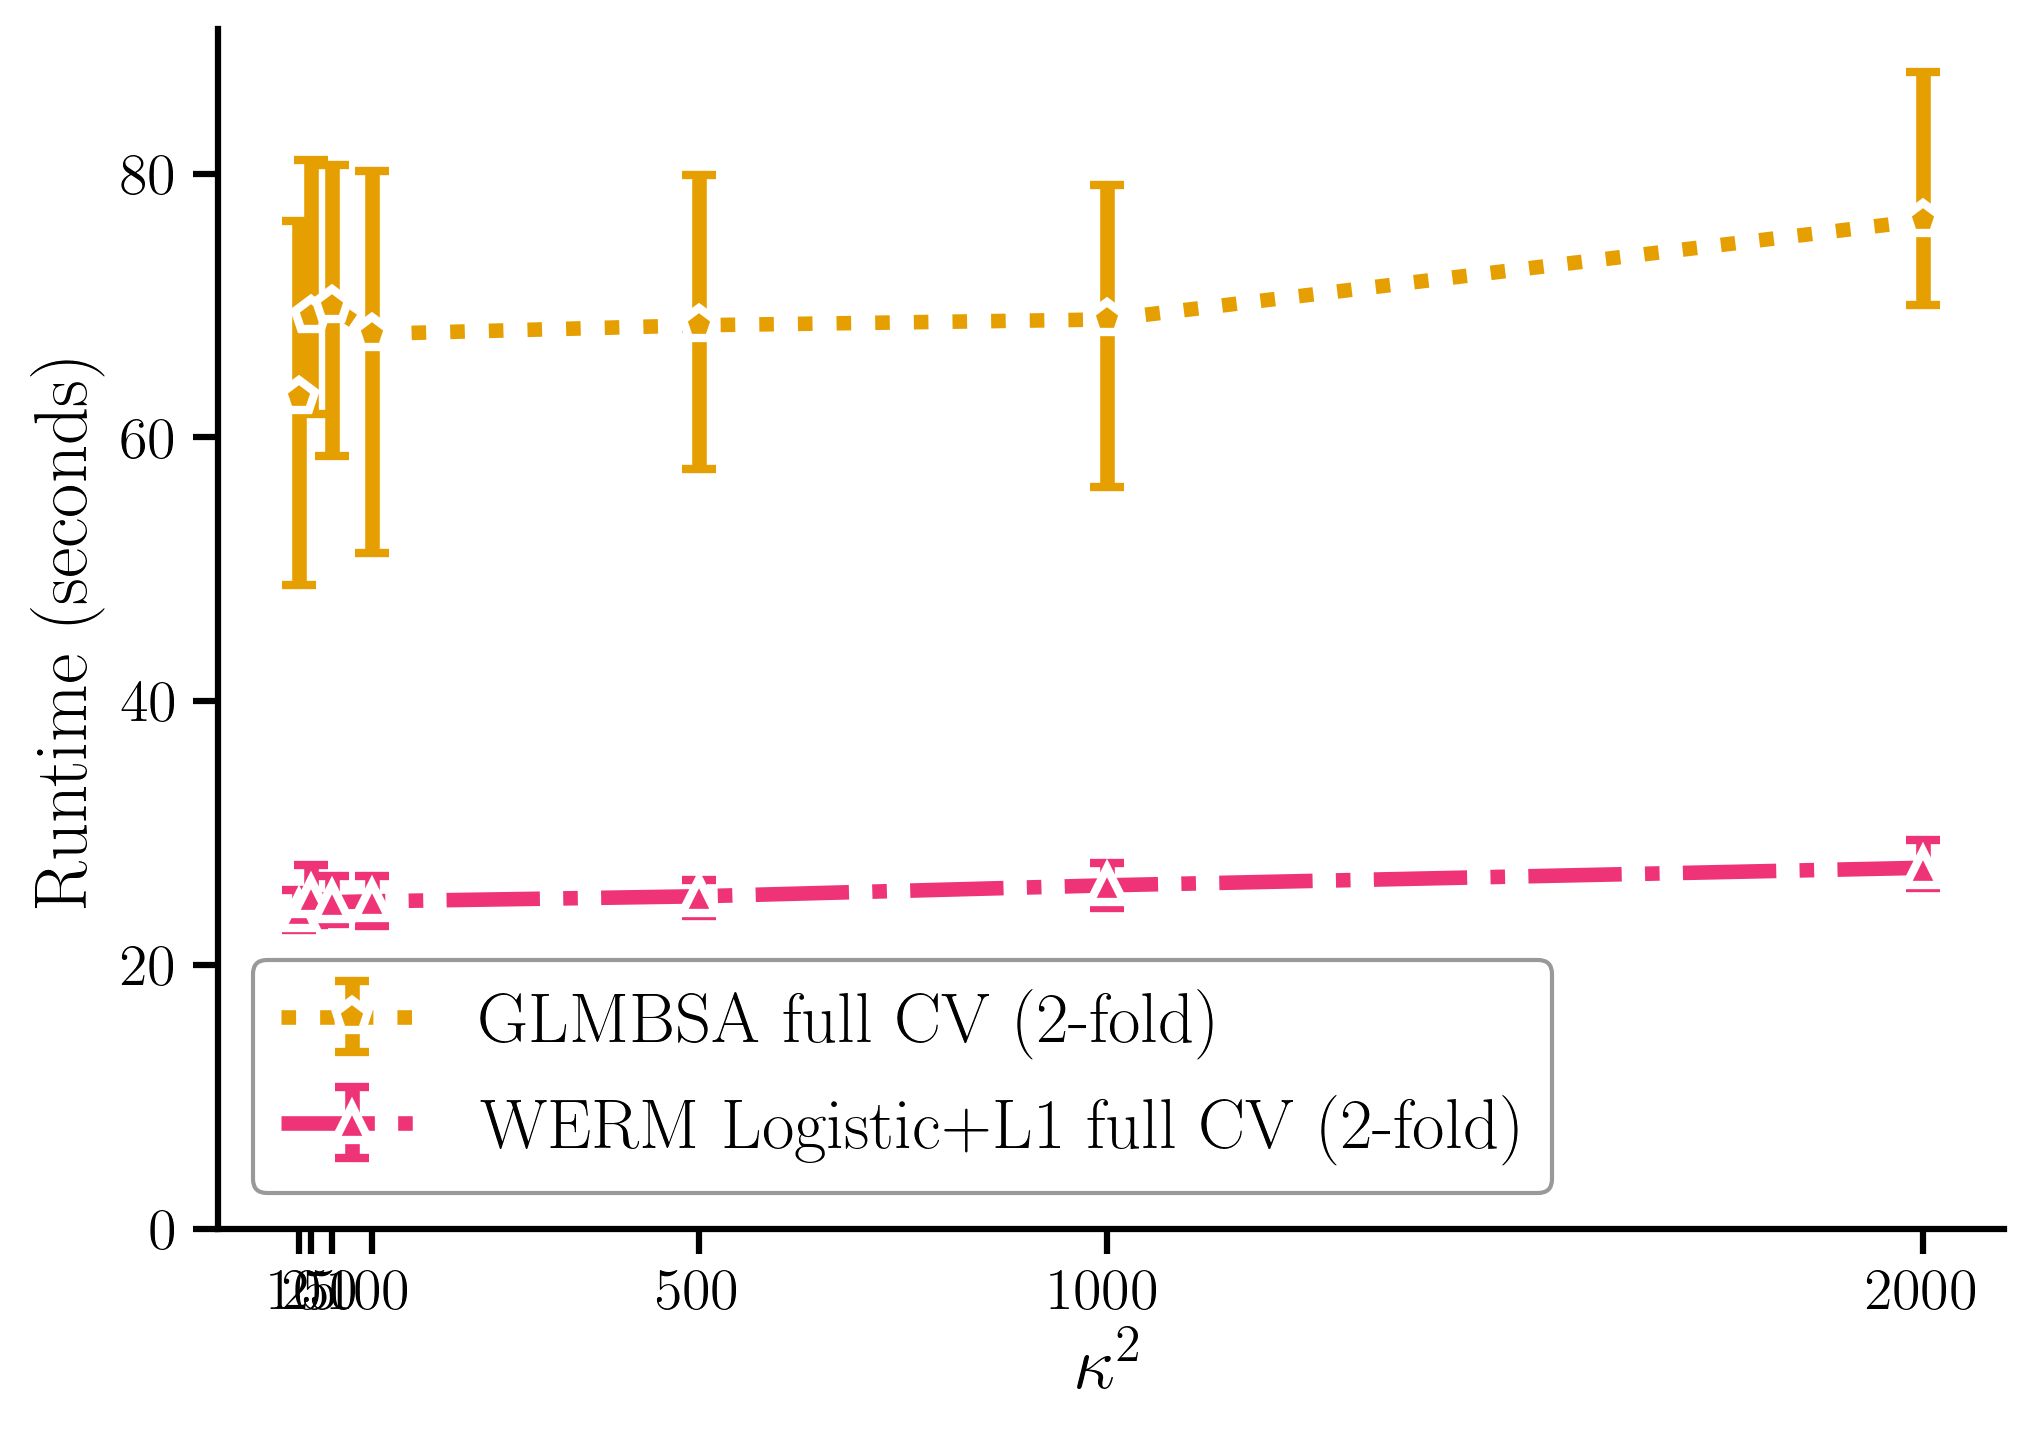 Runtime (seconds)
80
60
40
20
0
GLMBSA full CV (2-fold)
WERM Logistic+L1 full CV (2-fold)
500 1000 2000
κ²